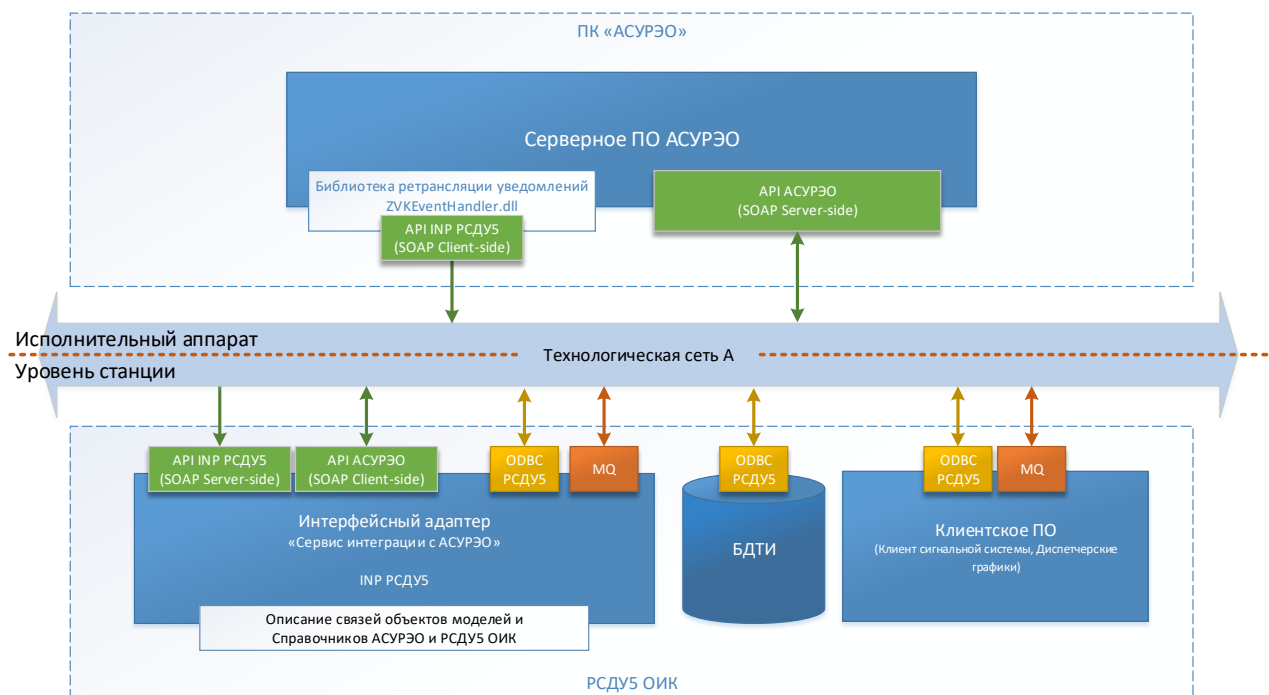 ПК «АСУРЭО»
Серверное ПО АСУРЭО
Библиотека ретрансляции уведомлений
ZVKEventHandler.dll
API INP РСДУ5
(SOAP Client-side)
API АСУРЭО
(SOAP Server-side)
Исполнительный аппарат
Технологическая сеть А
Уровень станции
API INP РСДУ5
(SOAP Server-side)
API АСУРЭО
(SOAP Client-side)
ODBC
РСДУ5
MQ
Интерфейсный адаптер
«Сервис интеграции с АСУРЭО»
INP РСДУ5
Описание связей объектов моделей и
Справочников АСУРЭО и РСДУ5 ОИК
ODBC
РСДУ5
БДТИ
ODBC
РСДУ5
MQ
Клиентское ПО
(Клиент сигнальной системы, Диспетчерские
графики)
РСДУ5 ОИК